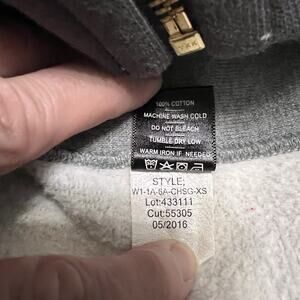 YKK
100% COTTON
MACHINE WASH COLD
DO NOT BLEACH
TUMBLE DRY LOW
WARM IRON IF NEEDED
STYLE:
W1-1A-6A-CHSG-XS
Lot:433111
Cut:55305
05/2016